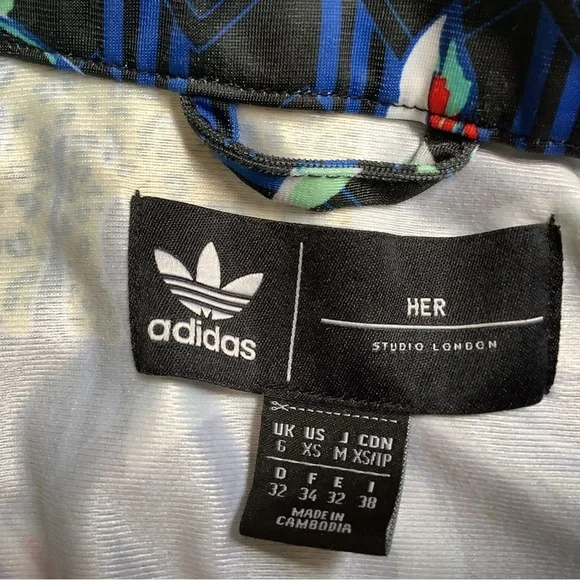 adidas
HER
STUDIO LONDON
UK US J CDN
6 XS M XS/TP
D F E I
32 34 32 38
MADE IN
CAMBODIA